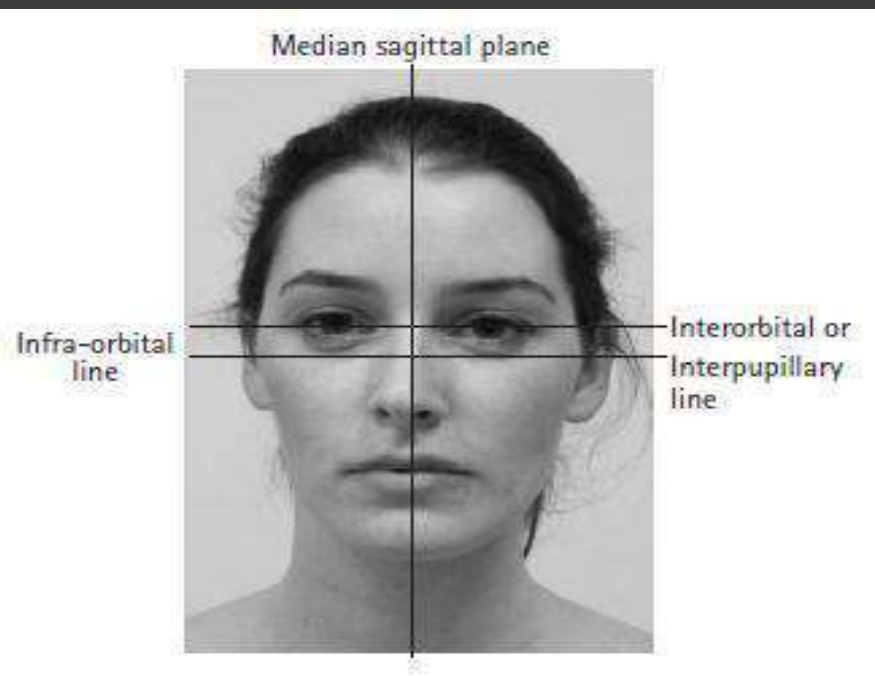 Median sagittal plane
Infra-orbital
line
Interorbital or
Interpupillary
line